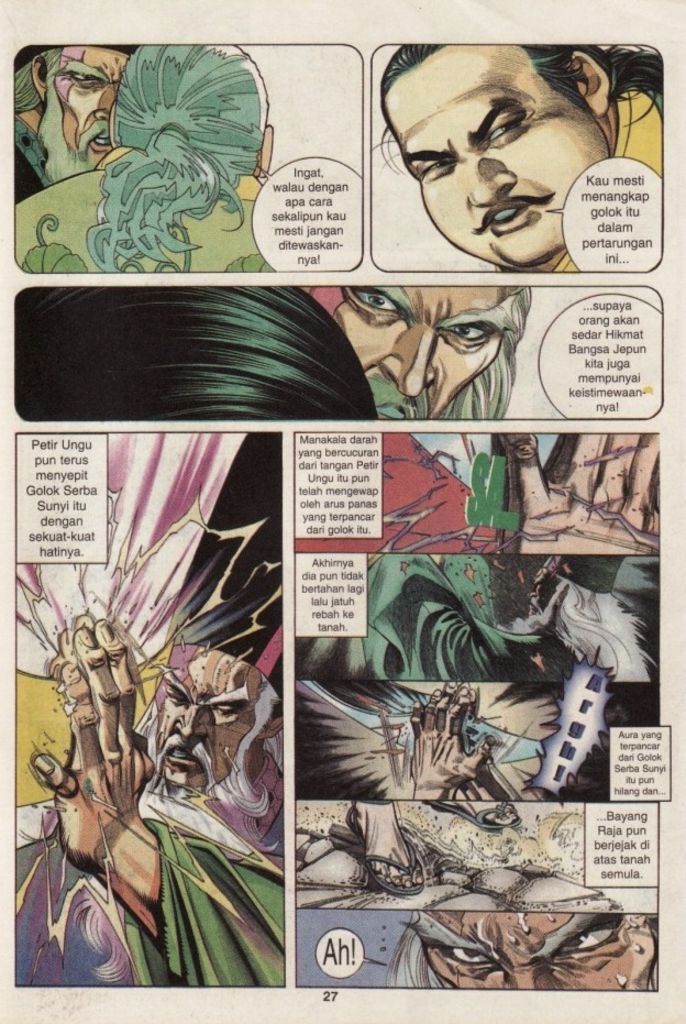 Ingat,
walau dengan
apa cara
sekalipun kau
mesti jangan
ditewaskan-
nya!
Kau mesti
menangkap
golok itu
dalam
pertarungan
ini...
...supaya
orang akan
sedar Hikmat
Bangsa Jepun
kita juga
mempunyai
keistimewaan-
nya!
Petir Ungu
pun terus
menyepit
Golok Serba
Sunyi itu
dengan
sekuat-kuat
hatinya.
Manakala darah
yang bercucuran
dari tangan Petir
Ungu itu pun
telah mengewap
oleh arus panas
yang terpancar
dari golok itu.
SA
Akhirnya
dia pun tidak
bertahan lagi
lalu jatuh
rebah ke
tanah.
Aura yang
terpancar
dari Golok
Serba Sunyi
itu pun
hilang dan...
...Bayang
Raja pun
berjejak di
atas tanah
semula.
Ah!
27